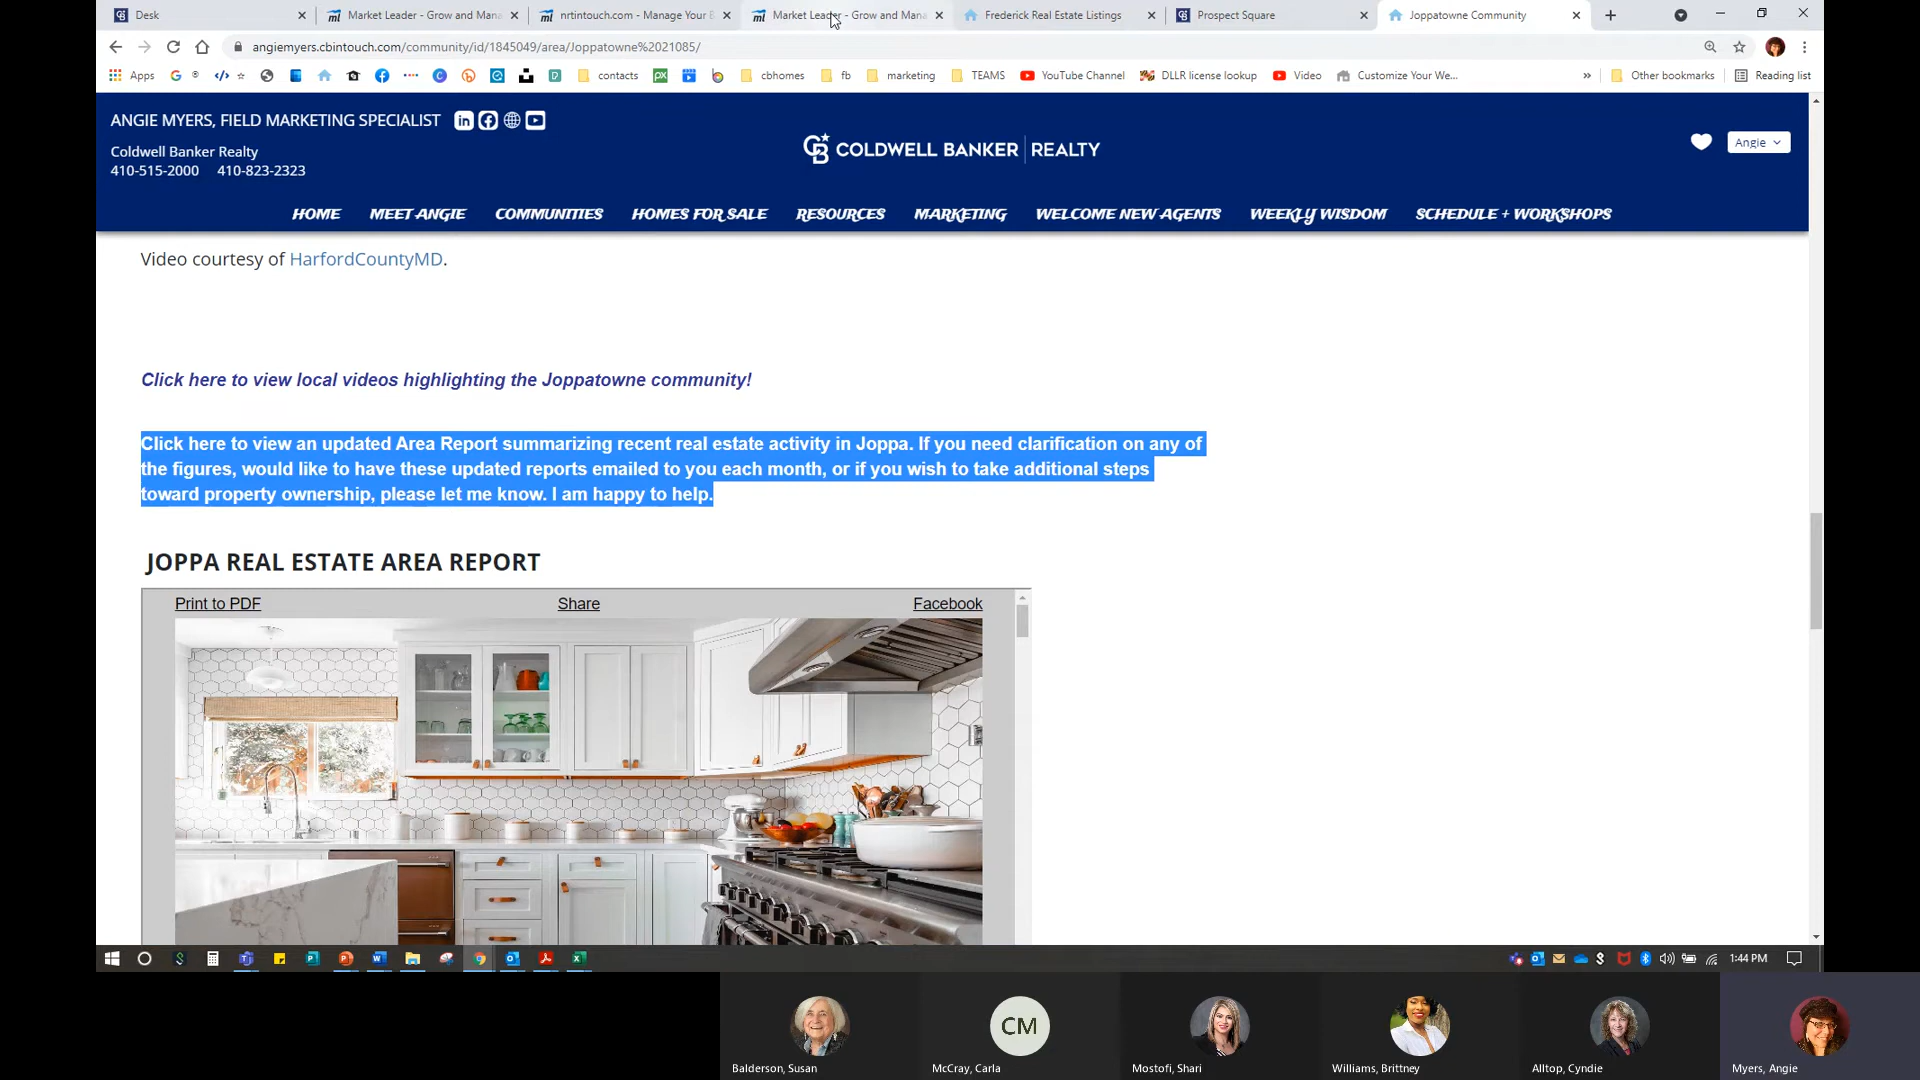 Desk
Market Leader - Grow and Mana
nrtintouch.com - Manage Your B
Market Leader - Grow and Mana
Frederick Real Estate Listings
Prospect Square
Joppatowne Community
angiemyers.cbintouch.com/community/id/1845049/area/Joppatowne%2021085/
Apps
contacts
cbhomes
fb
marketing
TEAMS
YouTube Channel
DLLR license lookup
Video
Customize Your We...
Other bookmarks
Reading list
ANGIE MYERS, FIELD MARKETING SPECIALIST
Coldwell Banker Realty
410-515-2000 410-823-2323
COLDWELL BANKER REALTY
Angie
HOME MEET ANGIE COMMUNITIES HOMES FOR SALE RESOURCES MARKETING WELCOME NEW AGENTS WEEKLY WISDOM SCHEDULE + WORKSHOPS
Video courtesy of HarfordCountyMD.
Click here to view local videos highlighting the Joppatowne community!
Click here to view an updated Area Report summarizing recent real estate activity in Joppa. If you need clarification on any of
the figures, would like to have these updated reports emailed to you each month, or if you wish to take additional steps
toward property ownership, please let me know. I am happy to help.
JOPPA REAL ESTATE AREA REPORT
Print to PDF Share Facebook
1:44 PM
CM
Balderson, Susan
McCray, Carla
Mostofi, Shari
Williams, Brittney
Alltop, Cyndie
Myers, Angie